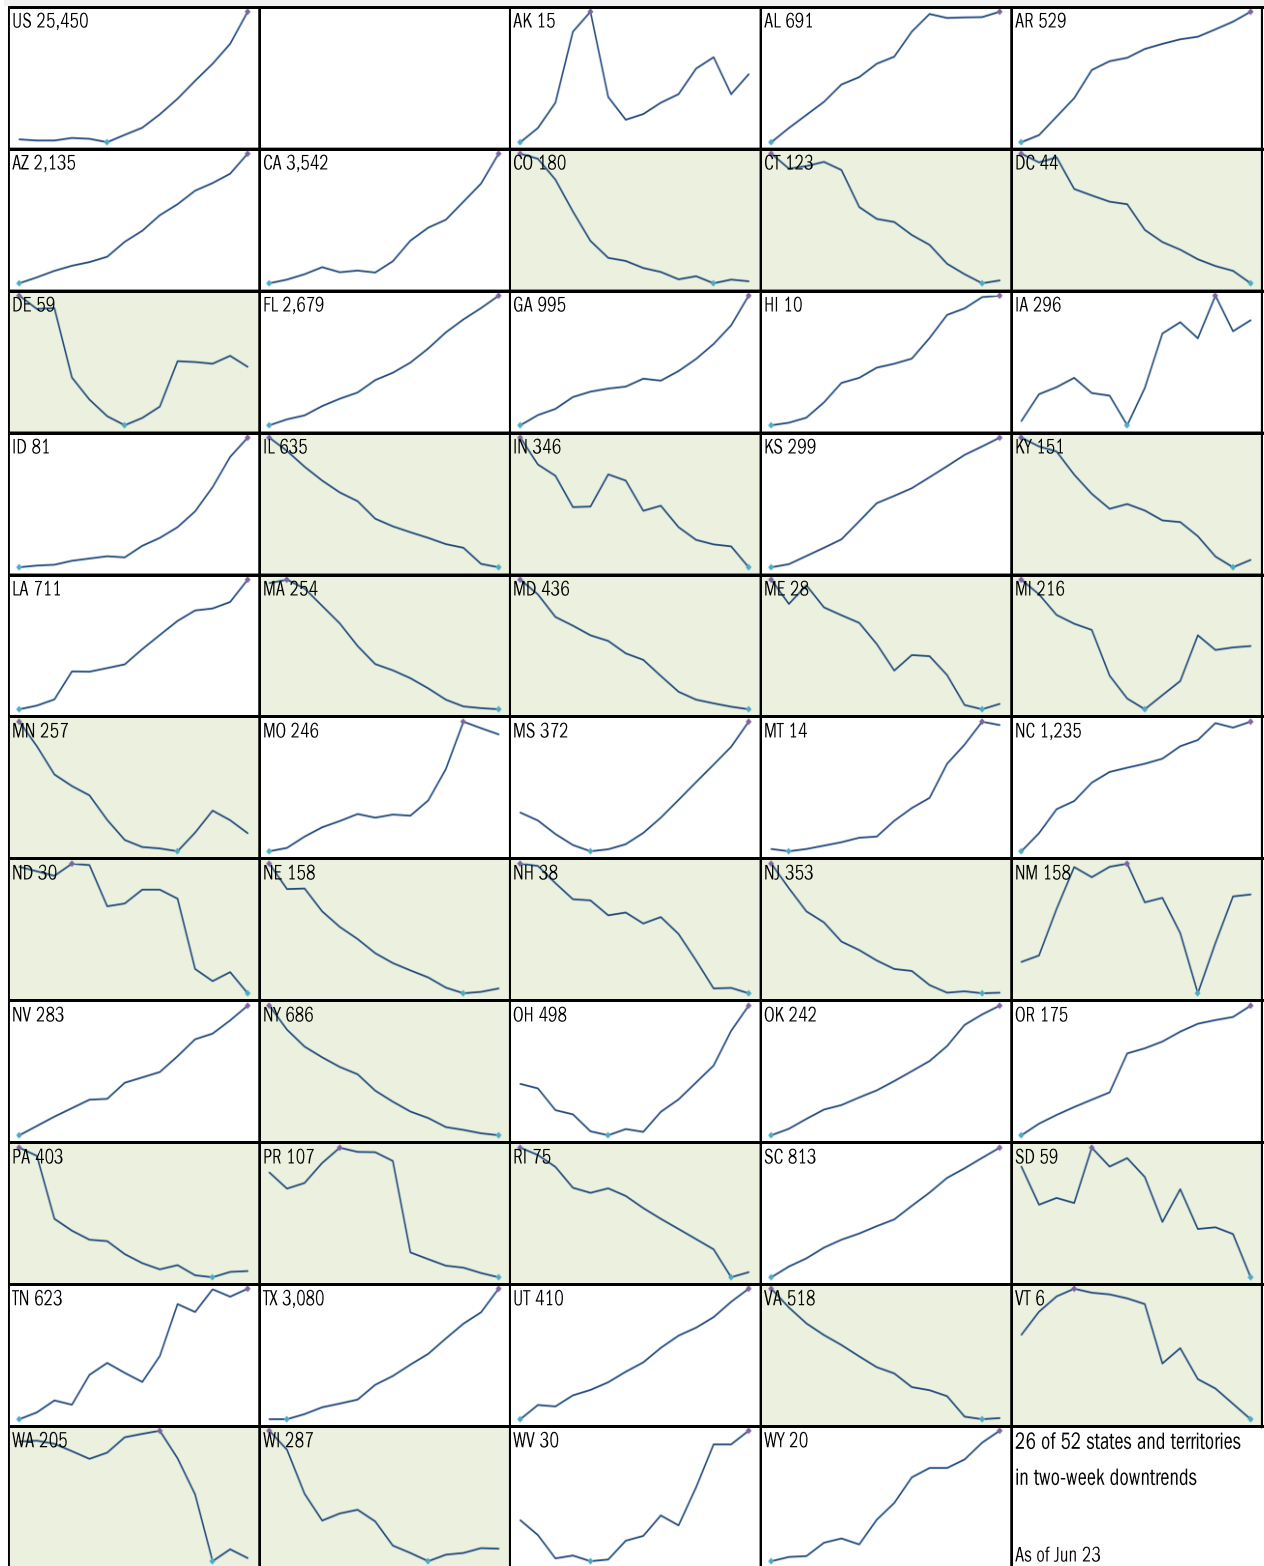 US 25,450
AK 15
AL 691
AR 529
AZ 2,135
CA 3,542
CO 180
CT 123
DC 44
DE 59
FL 2,679
GA 995
HI 10
IA 296
ID 81
IL 635
IN 346
KS 299
KY 151
LA 711
MA 254
MD 436
ME 28
MI 216
MN 257
MO 246
MS 372
MT 14
NC 1,235
ND 30
NE 158
NH 38
NJ 353
NM 158
NV 283
NY 686
OH 498
OK 242
OR 175
PA 403
PR 107
RI 75
SC 813
SD 59
TN 623
TX 3,080
UT 410
VA 518
VT 6
WA 205
WI 287
WV 30
WY 20
26 of 52 states and territories
in two-week downtrends
As of Jun 23